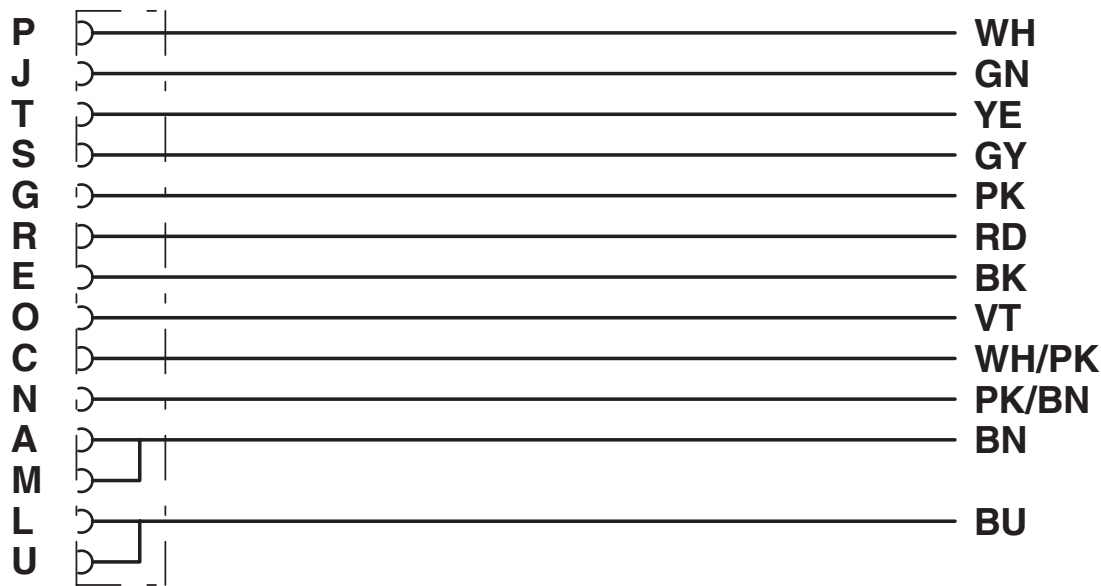 P WH
J GN
T YE
S GY
G PK
R RD
E BK
O VT
C WH/PK
N PK/BN
A BN
M
L BU
U